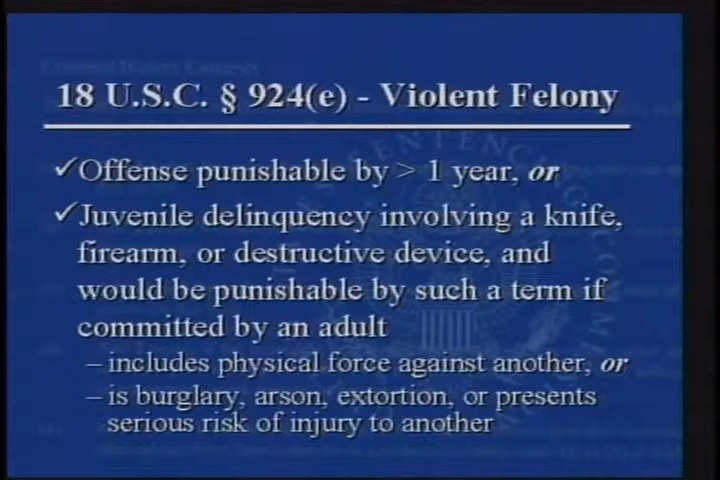 18 U.S.C. § 924(e) - Violent Felony
✓Offense punishable by > 1 year, or
✓Juvenile delinquency involving a knife,
firearm, or destructive device, and
would be punishable by such a term if
committed by an adult
– includes physical force against another, or
– is burglary, arson, extortion, or presents
serious risk of injury to another